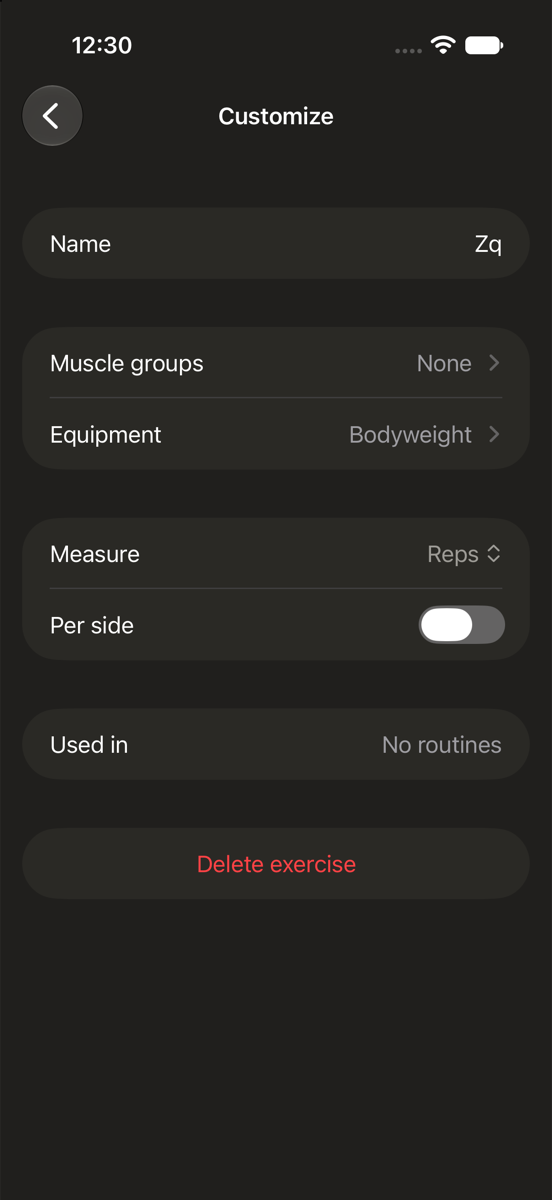 12:30
Customize
Name Zq
Muscle groups None
Equipment Bodyweight
Measure Reps
Per side
Used in No routines
Delete exercise